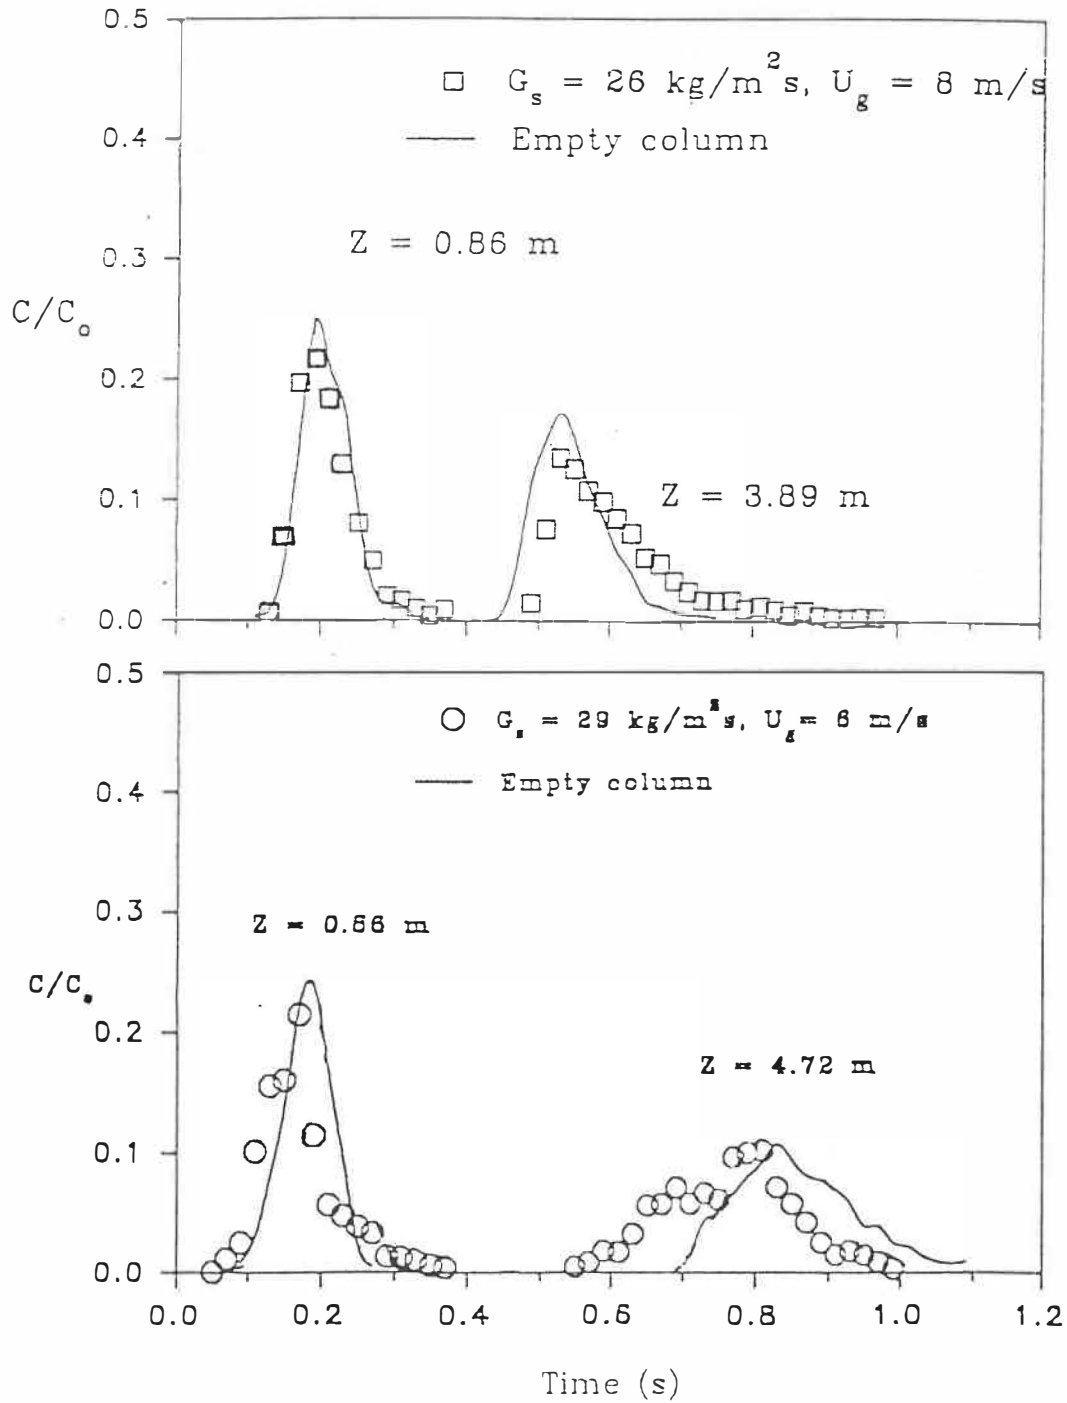 0.5
□ G_s = 26 kg/m²s, U_g = 8 m/s
0.4
Empty column
Z = 0.86 m
0.3
C/C_o
0.2
Z = 3.89 m
0.1
0.0
0.5
○ G_s = 29 kg/m²s, U_g = 6 m/s
Empty column
0.4
0.3
Z = 0.86 m
C/C_o
0.2
Z = 4.72 m
0.1
0.0
0.0 0.2 0.4 0.6 0.8 1.0 1.2
Time (s)